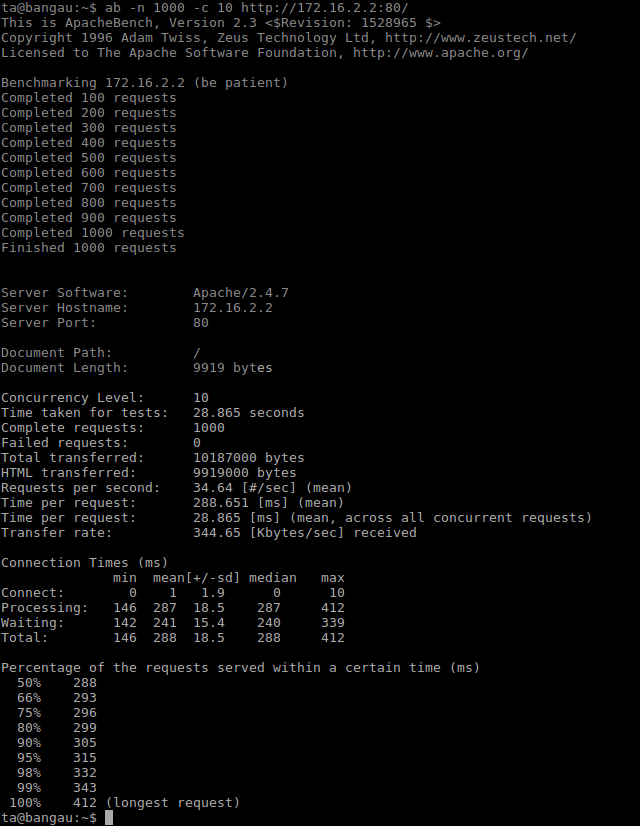 ta@bangau:~$ ab -n 1000 -c 10 http://172.16.2.2:80/
This is ApacheBench, Version 2.3 <$Revision: 1528965 $>
Copyright 1996 Adam Twiss, Zeus Technology Ltd, http://www.zeustech.net/
Licensed to The Apache Software Foundation, http://www.apache.org/

Benchmarking 172.16.2.2 (be patient)
Completed 100 requests
Completed 200 requests
Completed 300 requests
Completed 400 requests
Completed 500 requests
Completed 600 requests
Completed 700 requests
Completed 800 requests
Completed 900 requests
Completed 1000 requests
Finished 1000 requests


Server Software:        Apache/2.4.7
Server Hostname:        172.16.2.2
Server Port:            80

Document Path:          /
Document Length:        9919 bytes

Concurrency Level:      10
Time taken for tests:   28.865 seconds
Complete requests:      1000
Failed requests:        0
Total transferred:      10187000 bytes
HTML transferred:       9919000 bytes
Requests per second:    34.64 [#/sec] (mean)
Time per request:       288.651 [ms] (mean)
Time per request:       28.865 [ms] (mean, across all concurrent requests)
Transfer rate:          344.65 [Kbytes/sec] received

Connection Times (ms)
              min  mean[+/-sd] median   max
Connect:        0    1   1.9      0      10
Processing:   146  287  18.5    287     412
Waiting:      142  241  15.4    240     339
Total:        146  288  18.5    288     412

Percentage of the requests served within a certain time (ms)
  50%    288
  66%    293
  75%    296
  80%    299
  90%    305
  95%    315
  98%    332
  99%    343
 100%    412 (longest request)
ta@bangau:~$